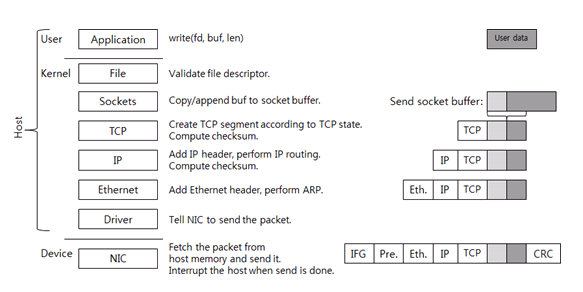 User
Application
write(fd, buf, len)
User data
Kernel
File
Validate file descriptor.
Sockets
Copy/append buf to socket buffer.
Send socket buffer:
Host
TCP
Create TCP segment according to TCP state.
Compute checksum.
TCP
IP
Add IP header, perform IP routing.
Compute checksum.
IP TCP
Ethernet
Add Ethernet header, perform ARP.
Eth. IP TCP
Driver
Tell NIC to send the packet.
Device
NIC
Fetch the packet from
host memory and send it.
Interrupt the host when send is done.
IFG Pre. Eth. IP TCP CRC